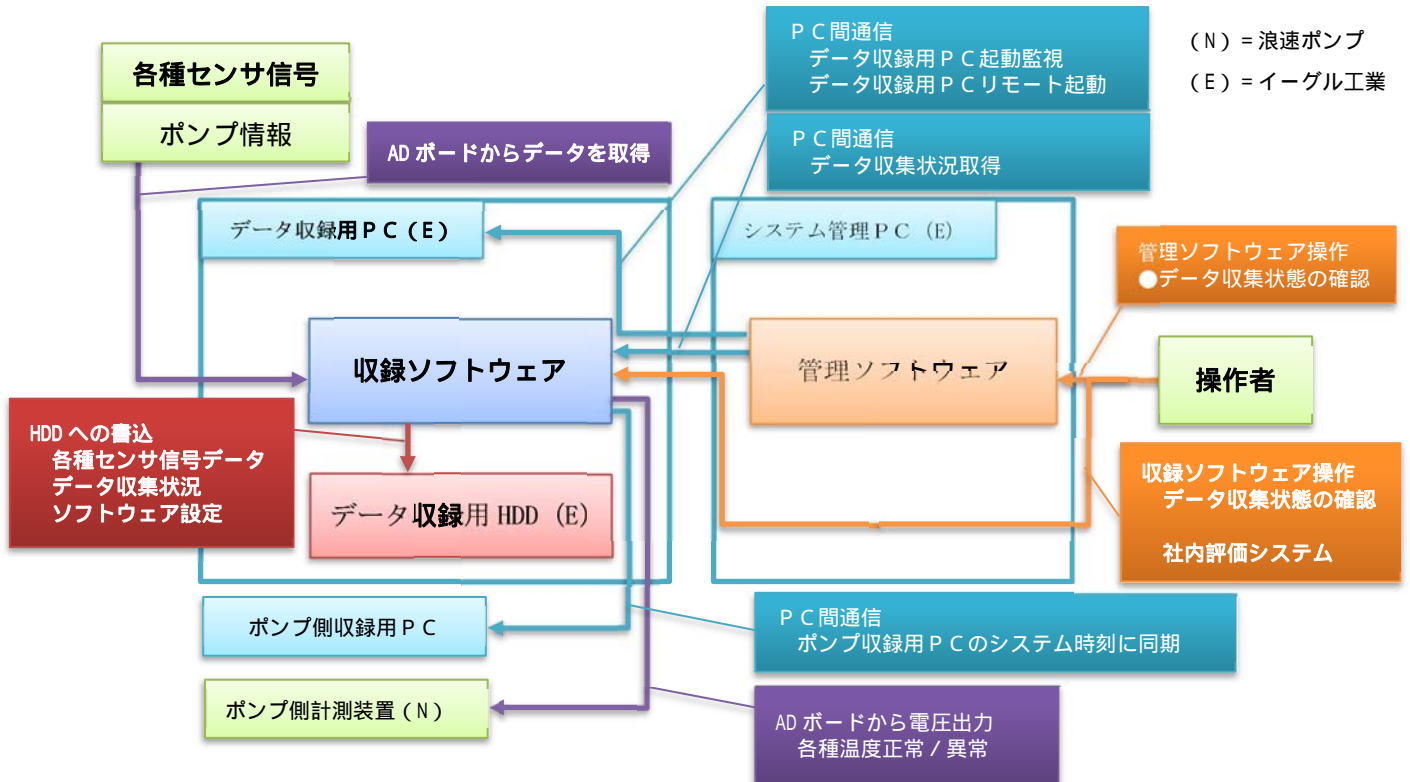 各種センサ信号
ポンプ情報
ADボードからデータを取得
ＰＣ間通信
データ収録用ＰＣ起動監視
データ収録用ＰＣリモート起動
ＰＣ間通信
データ収集状況取得
(N)=浪速ポンプ
(E)=イーグル工業
データ収録用ＰＣ(E)
システム管理ＰＣ (E)
管理ソフトウェア操作
●データ収集状態の確認
収録ソフトウェア
管理ソフトウェア
操作者
HDDへの書込
各種センサ信号データ
データ収集状況
ソフトウェア設定
データ収録用 HDD (E)
収録ソフトウェア操作
データ収集状態の確認
社内評価システム
ポンプ側収録用ＰＣ
ＰＣ間通信
ポンプ収録用ＰＣのシステム時刻に同期
ポンプ側計測装置(N)
ADボードから電圧出力
各種温度正常/異常